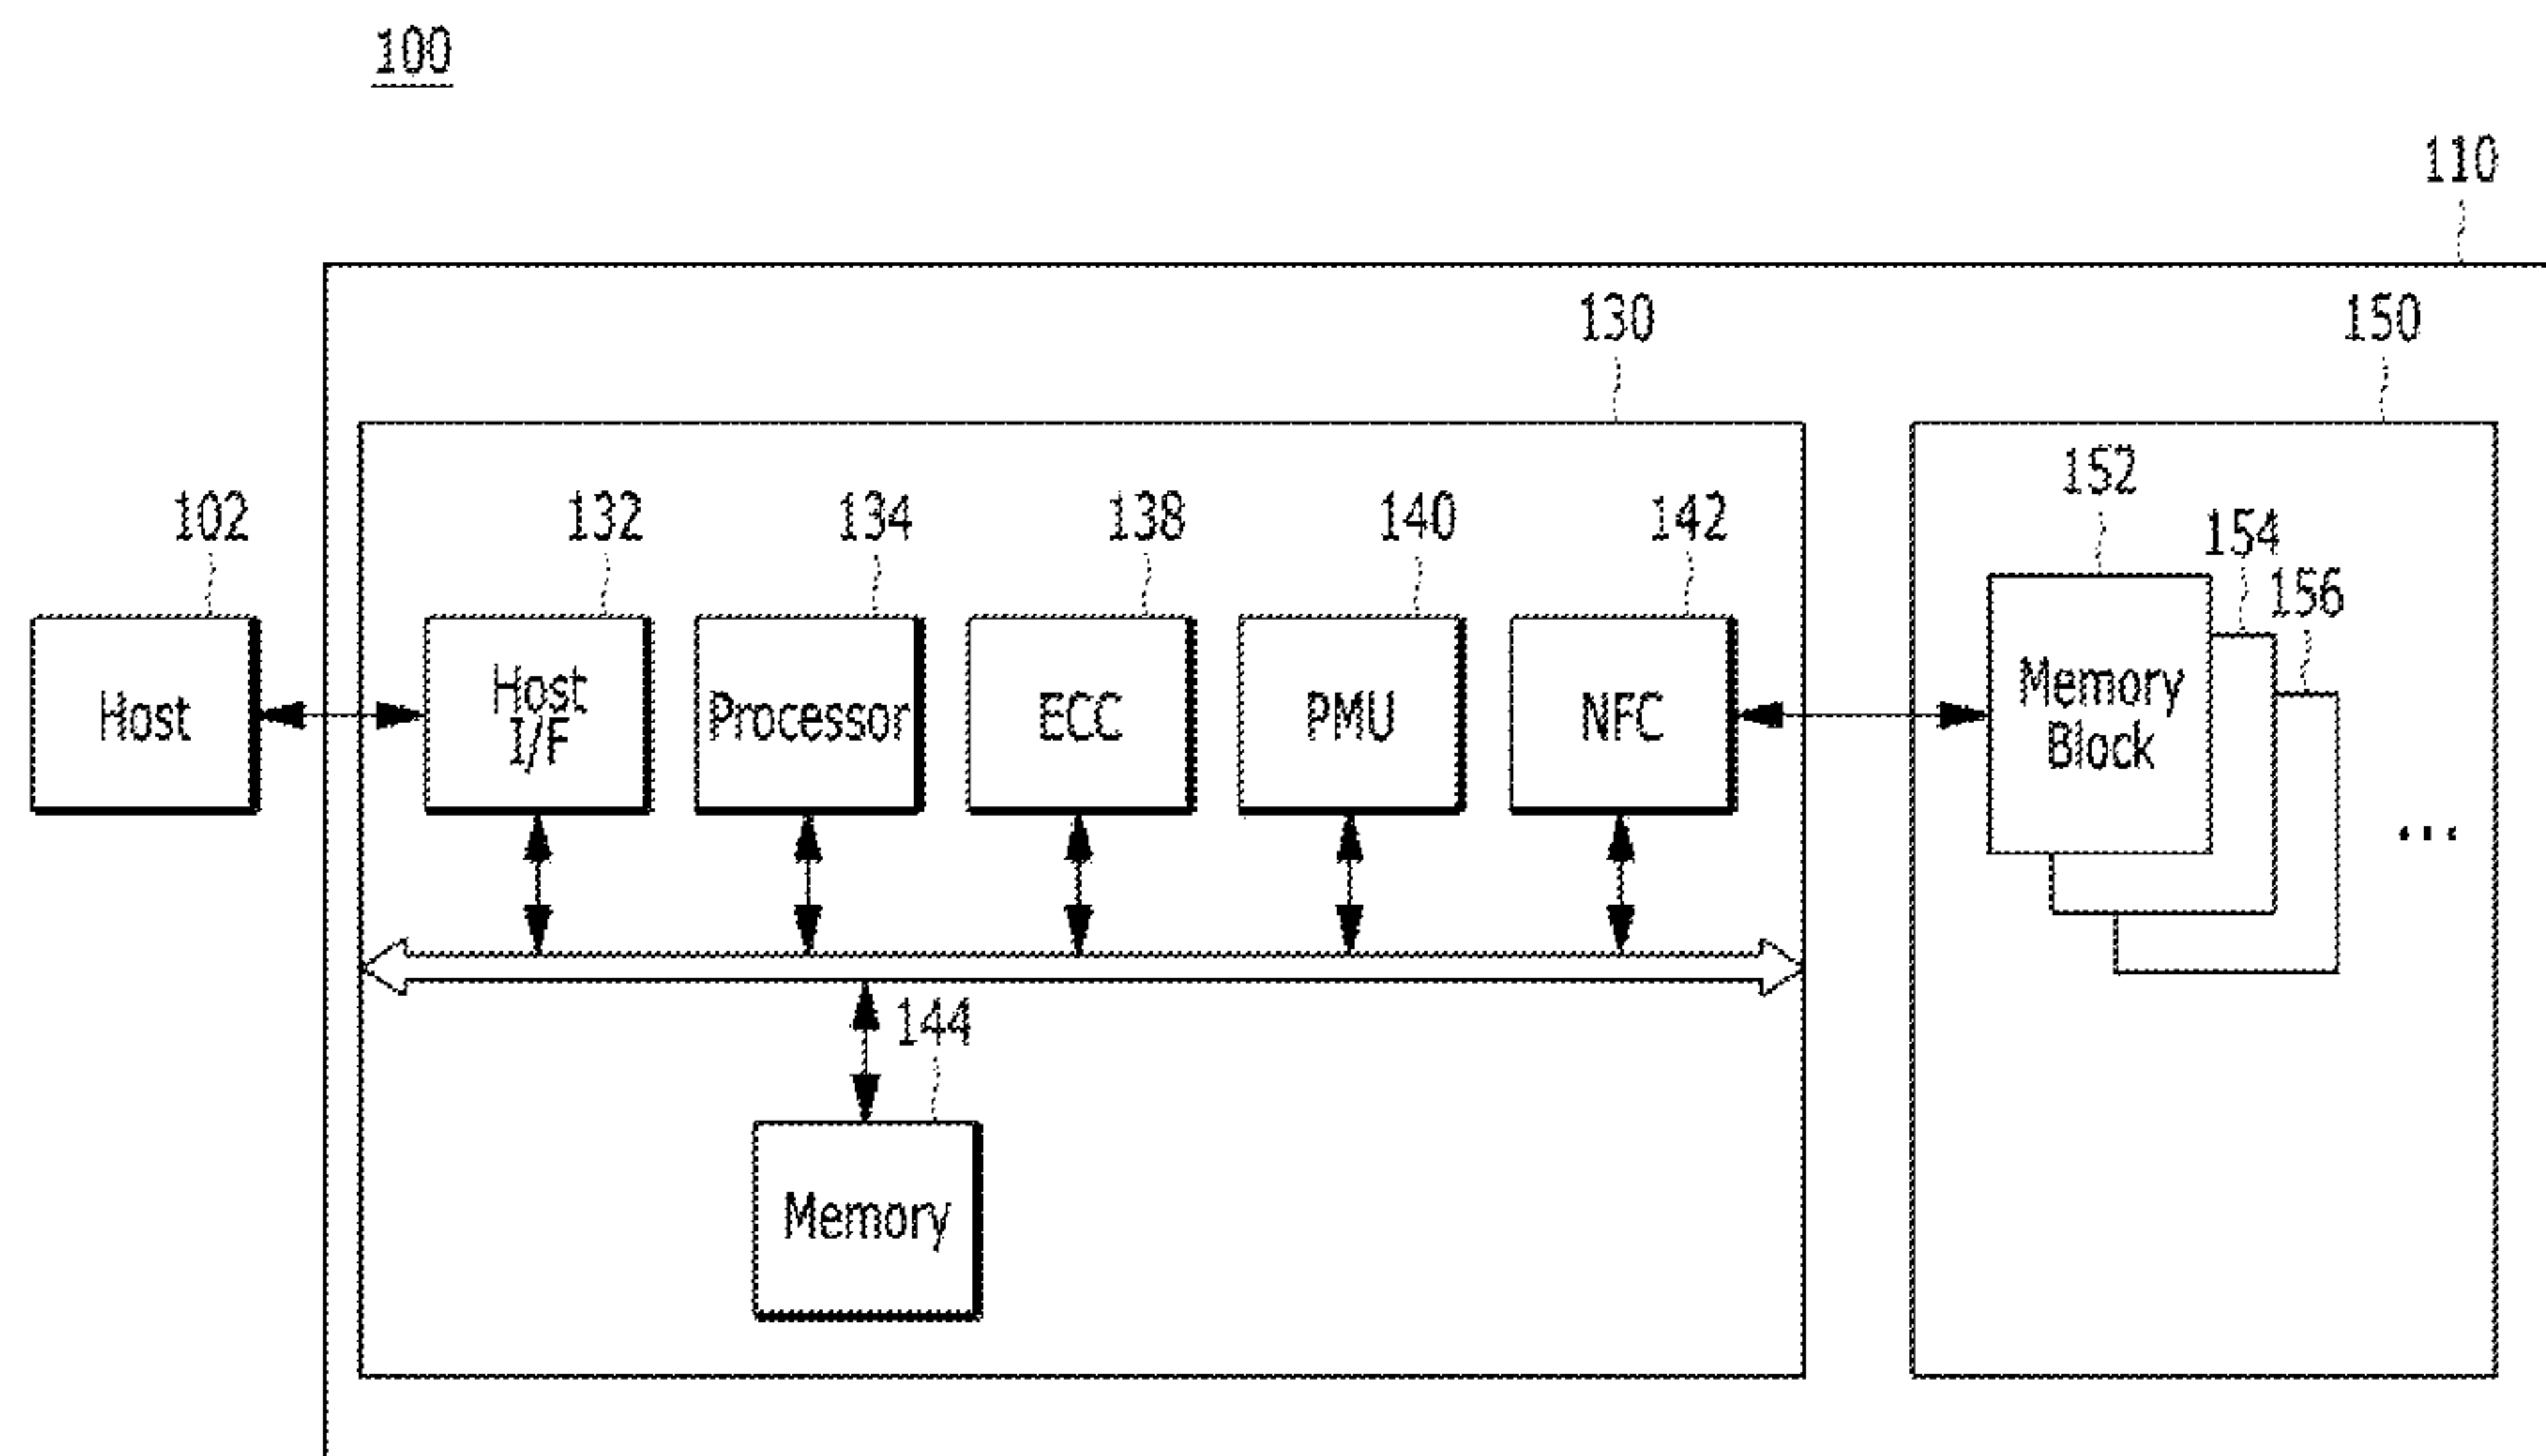 100
110
130
150
152
102
132
134
138
140
142
154
156
Host
Host
I/F
Processor
ECC
PMU
NFC
Memory
Block
...
144
Memory